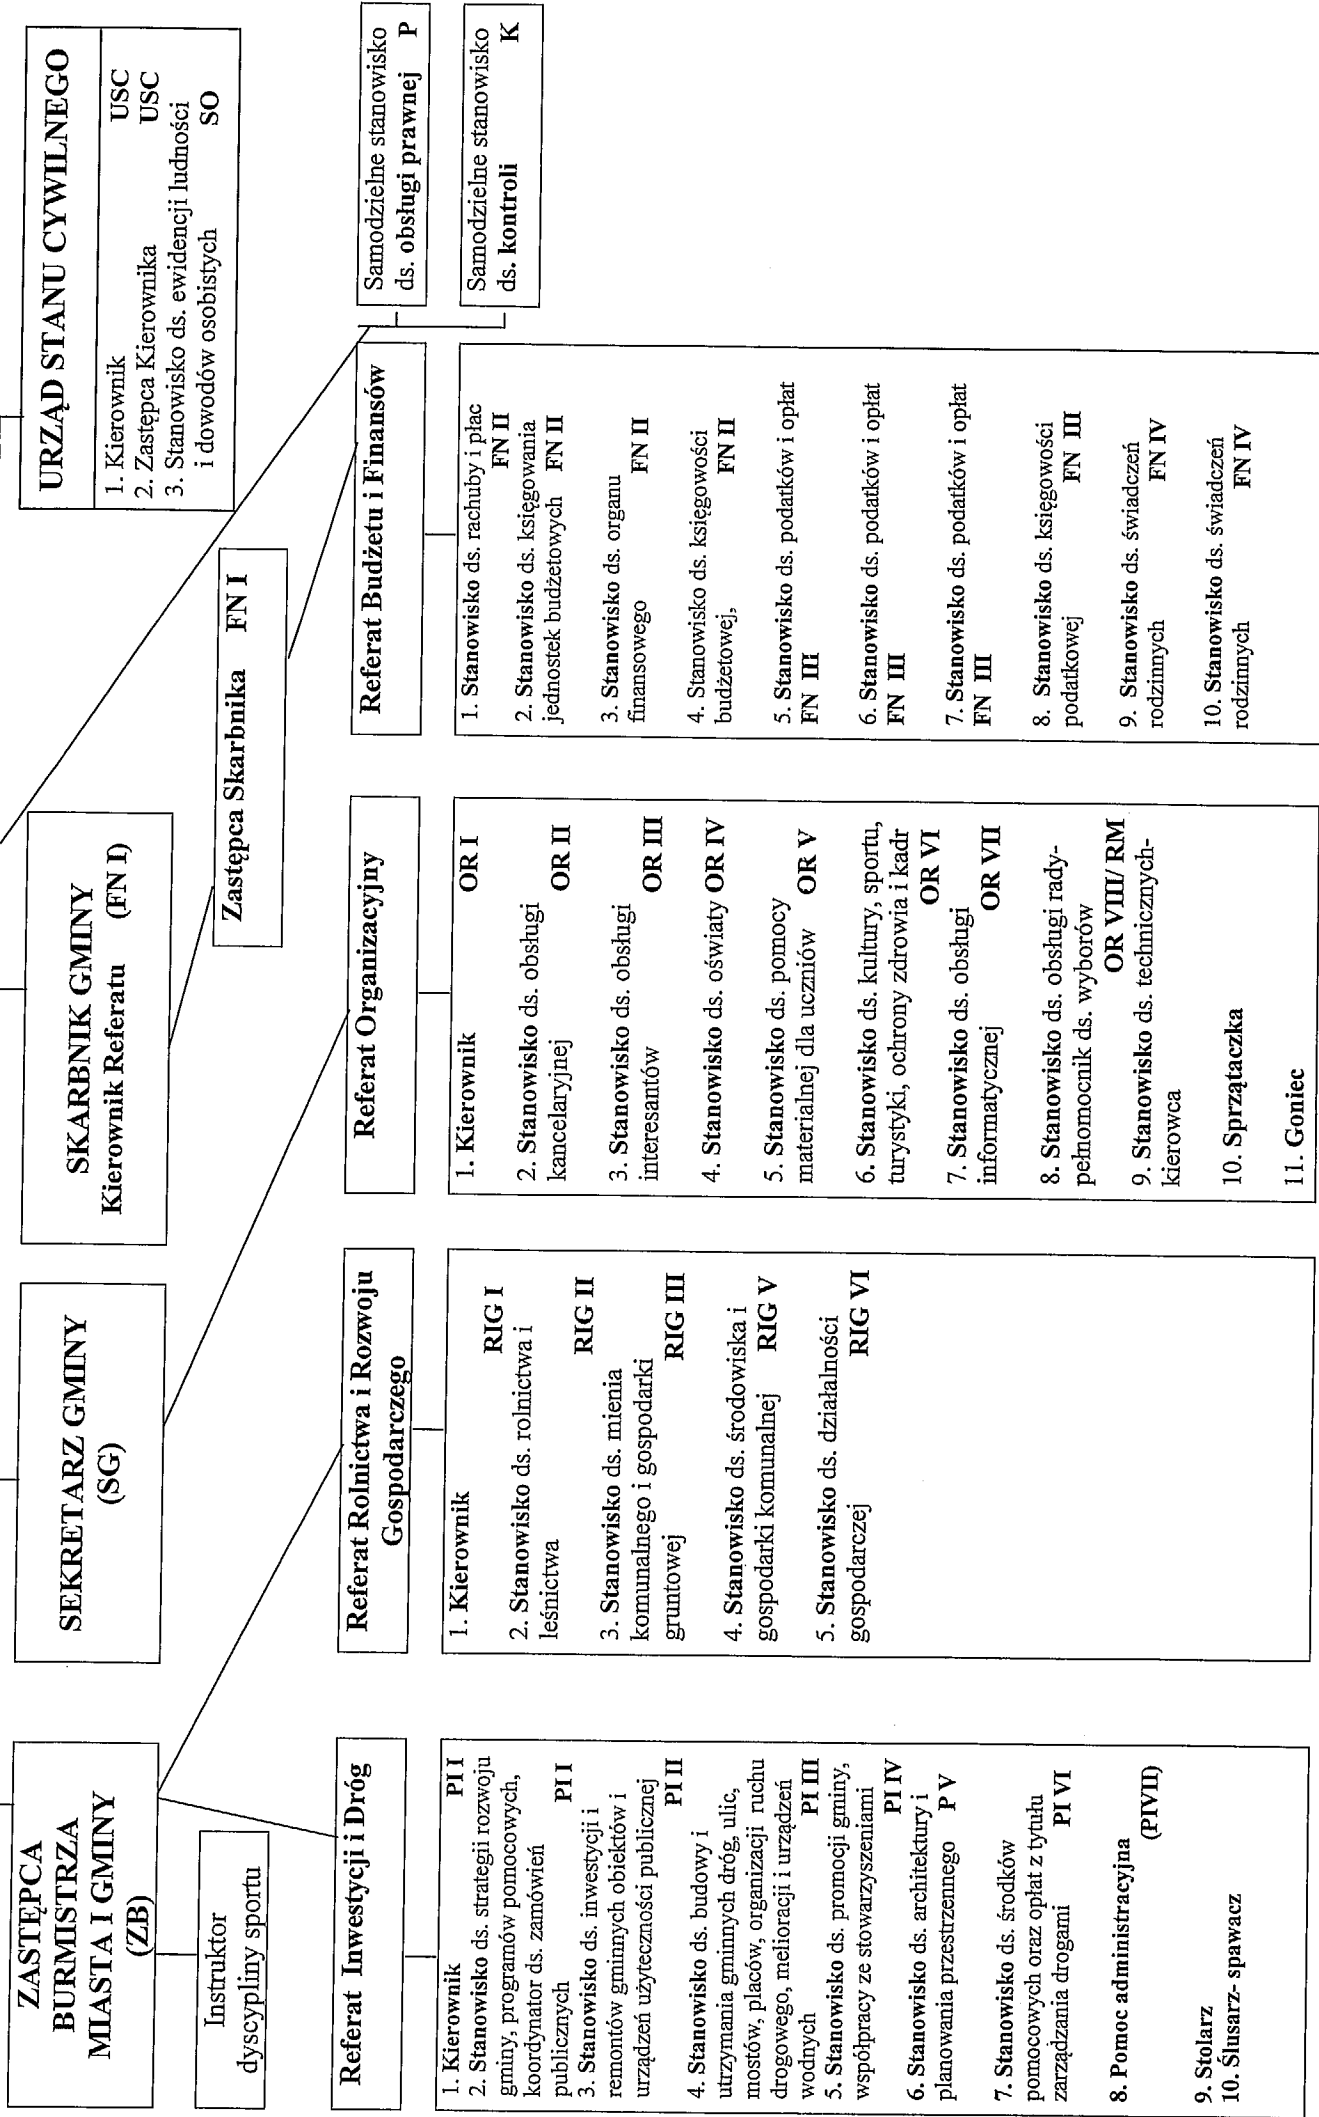 ZASTĘPCA
BURMISTRZA
MIASTA I GMINY
(ZB)
SEKRETARZ GMINY
(SG)
SKARBNIK GMINY
Kierownik Referatu (FN I)
URZĄD STANU CYWILNEGO
1. Kierownik USC
2. Zastępca Kierownika USC
3. Stanowisko ds. ewidencji ludności
i dowodów osobistych SO
Instruktor
dyscypliny sportu
Zastępca Skarbnika FN I
Samodzielne stanowisko
ds. obsługi prawnej P
Samodzielne stanowisko
ds. kontroli K
Referat Inwestycji i Dróg
1. Kierownik PI I
2. Stanowisko ds. strategii rozwoju
gminy, programów pomocowych,
koordynator ds. zamówień
publicznych PI I
3. Stanowisko ds. inwestycji i
remontów gminnych obiektów i
urządzeń użyteczności publicznej
PI II
4. Stanowisko ds. budowy i
utrzymania gminnych dróg, ulic,
mostów, placów, organizacji ruchu
drogowego, melioracji i urządzeń
wodnych PI III
5. Stanowisko ds. promocji gminy,
współpracy ze stowarzyszeniami
PI IV
6. Stanowisko ds. architektury i
planowania przestrzennego P V
7. Stanowisko ds. środków
pomocowych oraz opłat z tytułu
zarządzania drogami PI VI
8. Pomoc administracyjna
(PIVII)
9. Stolarz
10. Ślusarz- spawacz
Referat Rolnictwa i Rozwoju
Gospodarczego
1. Kierownik
RIG I
2. Stanowisko ds. rolnictwa i
leśnictwa RIG II
3. Stanowisko ds. mienia
komunalnego i gospodarki
gruntowej RIG III
4. Stanowisko ds. środowiska i
gospodarki komunalnej RIG V
5. Stanowisko ds. działalności
gospodarczej RIG VI
Referat Organizacyjny
1. Kierownik OR I
2. Stanowisko ds. obsługi
kancelaryjnej OR II
3. Stanowisko ds. obsługi
interesantów OR III
4. Stanowisko ds. oświaty OR IV
5. Stanowisko ds. pomocy
materialnej dla uczniów OR V
6. Stanowisko ds. kultury, sportu,
turystyki, ochrony zdrowia i kadr
OR VI
7. Stanowisko ds. obsługi
informatycznej OR VII
8. Stanowisko ds. obsługi rady-
pełnomocnik ds. wyborów
OR VIII/ RM
9. Stanowisko ds. technicznych-
kierowca
10. Sprzątaczka
11. Goniec
Referat Budżetu i Finansów
1. Stanowisko ds. rachuby i płac
FN II
2. Stanowisko ds. księgowania
jednostek budżetowych FN II
3. Stanowisko ds. organu
finansowego FN II
4. Stanowisko ds. księgowości
budżetowej, FN II
5. Stanowisko ds. podatków i opłat
FN III
6. Stanowisko ds. podatków i opłat
FN III
7. Stanowisko ds. podatków i opłat
FN III
8. Stanowisko ds. księgowości
podatkowej FN III
9. Stanowisko ds. świadczeń
rodzinnych FN IV
10. Stanowisko ds. świadczeń
rodzinnych FN IV